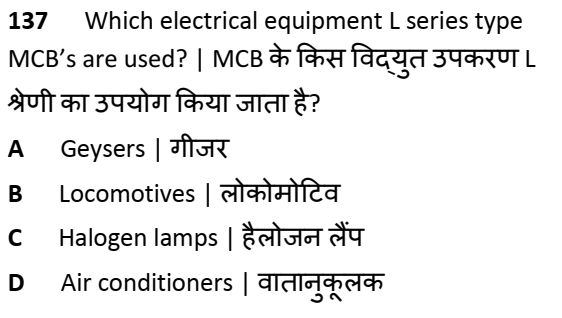 137 Which electrical equipment L series type
MCB’s are used? | MCB के किस विद्युत उपकरण L
श्रेणी का उपयोग किया जाता है?
A Geysers | गीजर
B Locomotives | लोकोमोटिव
C Halogen lamps | हैलोजन लैंप
D Air conditioners | वातानुकूलक